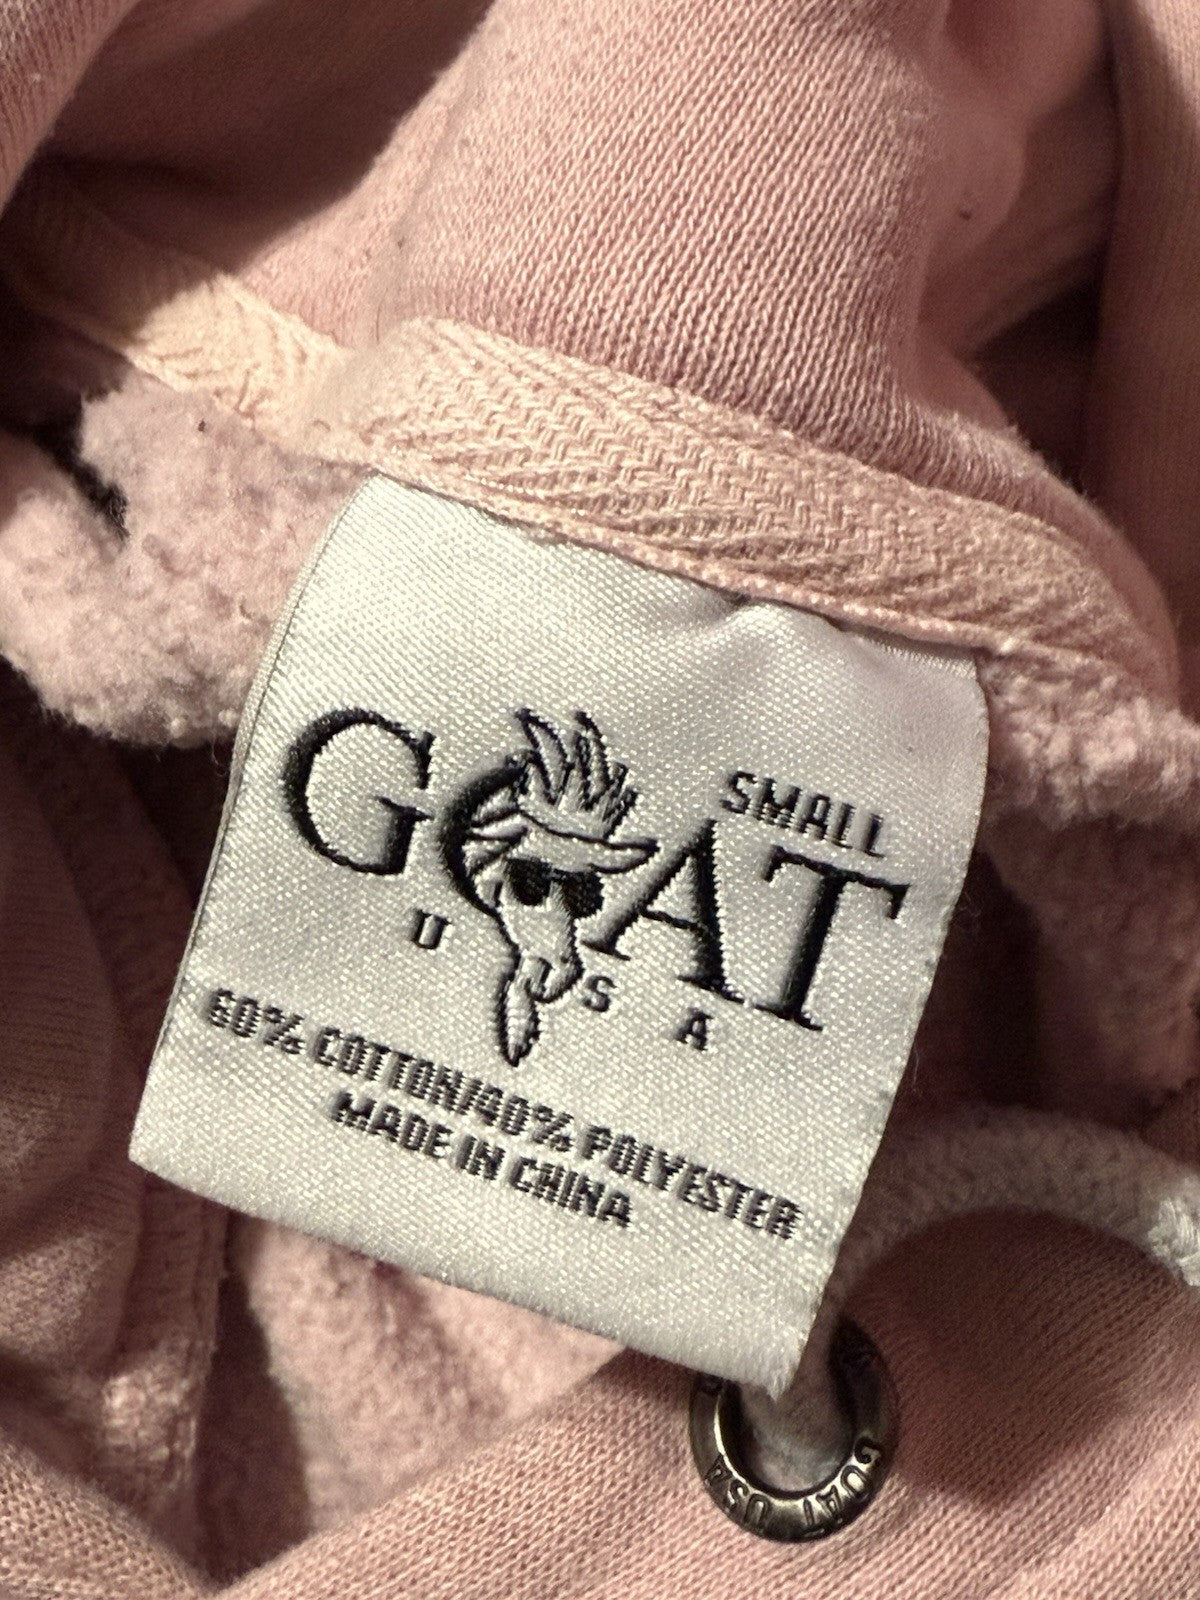 SMALL
GOAT
USA
60% COTTON/40% POLYESTER
MADE IN CHINA
GOAT USA